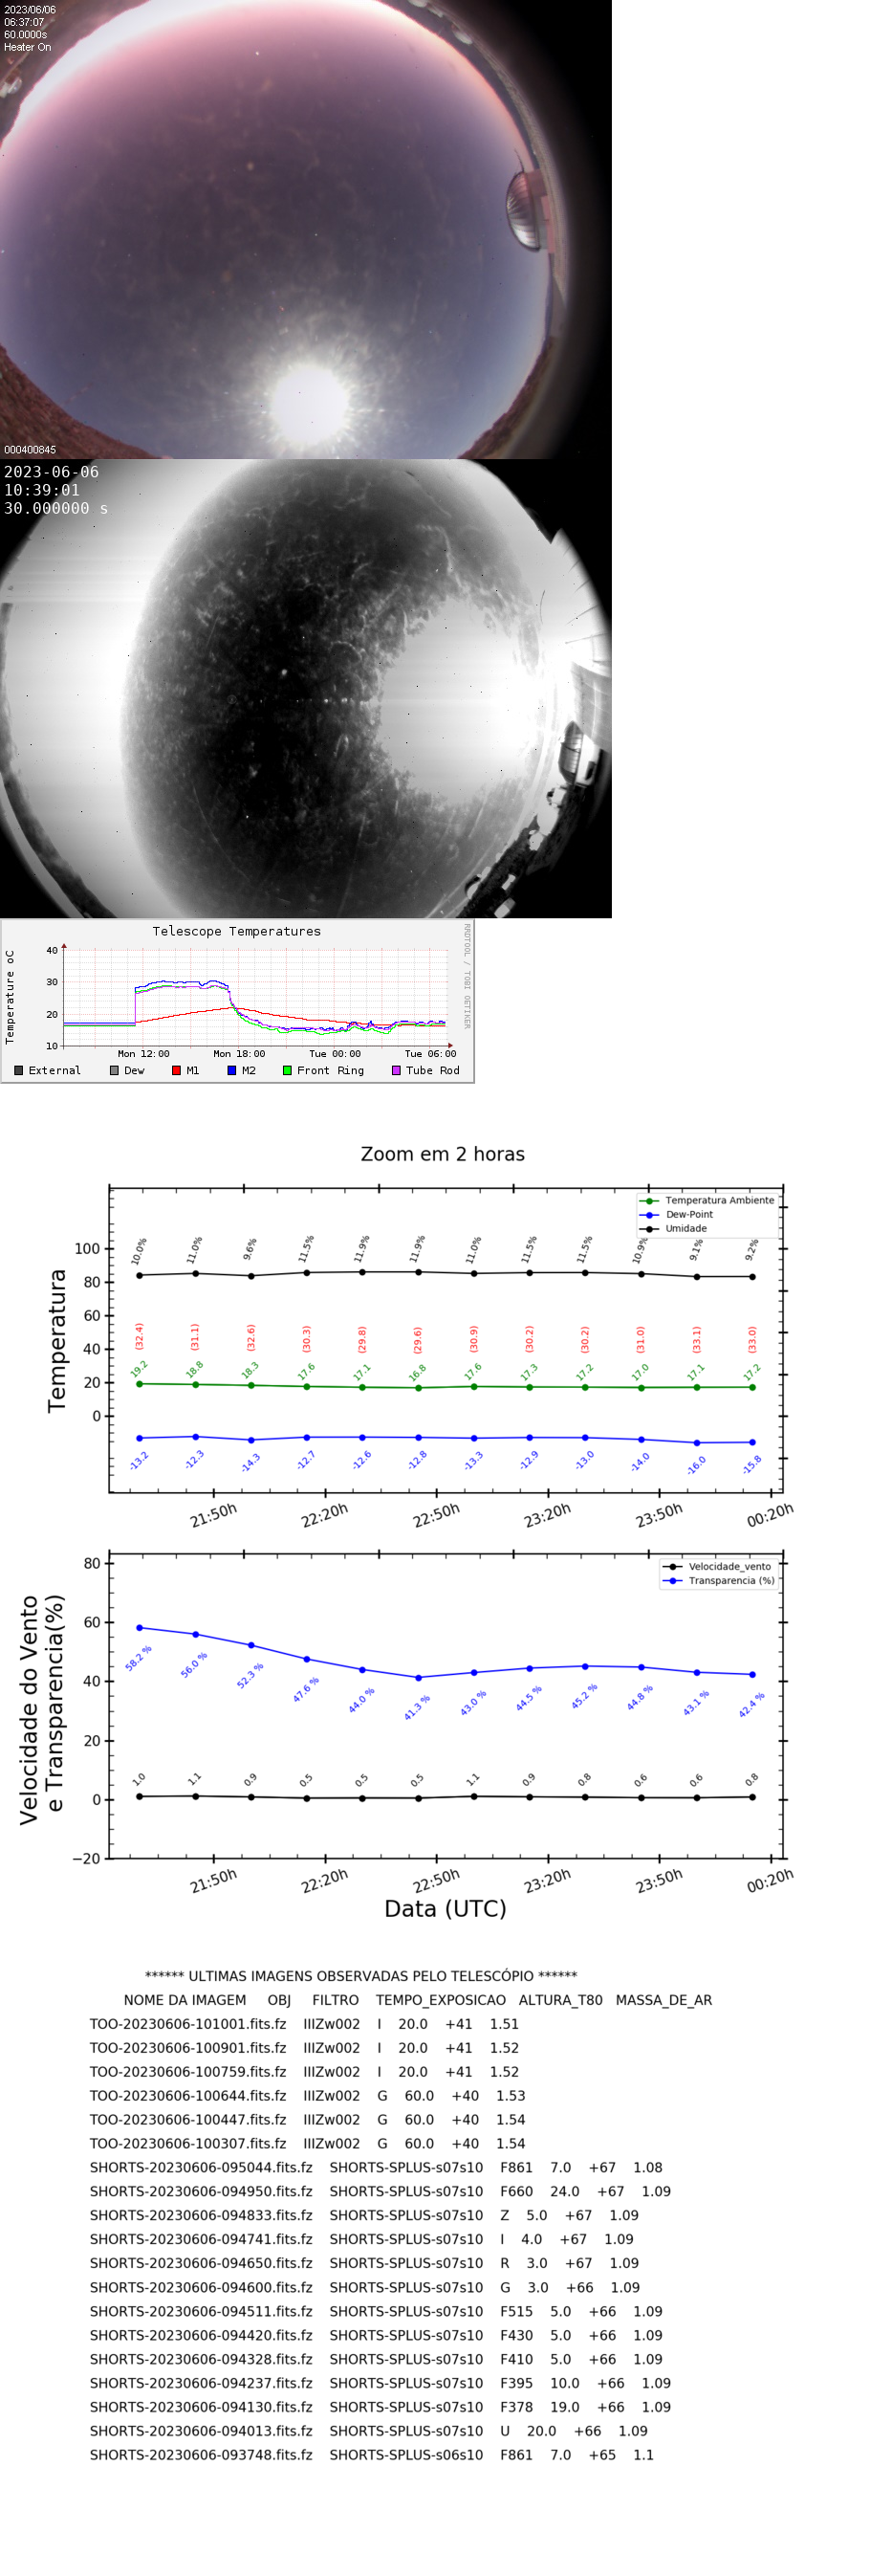 2023/06/06
06:37:07
60.0000s
Heater On
000400845
2023-06-06
10:39:01
30.000000 s
Telescope Temperatures
RRDTOOL / TOBI OETIKER
Temperature oC
40
30
20
10
Mon 12:00 Mon 18:00 Tue 00:00 Tue 06:00
External Dew M1 M2 Front Ring Tube Rod
Zoom em 2 horas
Temperatura Ambiente
Dew-Point
Umidade
Temperatura
100
80
60
40
20
0
10.0% 11.0% 9.6% 11.5% 11.9% 11.9% 11.0% 11.5% 11.5% 10.9% 9.1% 9.2%
(32.4) (31.1) (32.6) (30.3) (29.8) (29.6) (30.9) (30.2) (30.2) (31.0) (33.1) (33.0)
19.2 18.8 18.3 17.6 17.1 16.8 17.6 17.3 17.2 17.0 17.1 17.2
-13.2 -12.3 -14.3 -12.7 -12.6 -12.8 -13.3 -12.9 -13.0 -14.0 -16.0 -15.8
21:50h 22:20h 22:50h 23:20h 23:50h 00:20h
Velocidade_vento
Transparencia (%)
Velocidade do Vento
e Transparencia(%)
80
60
40
20
0
−20
58.2 % 56.0 % 52.3 % 47.6 % 44.0 % 41.3 % 43.0 % 44.5 % 45.2 % 44.8 % 43.1 % 42.4 %
1.0 1.1 0.9 0.5 0.5 0.5 1.1 0.9 0.8 0.6 0.6 0.8
21:50h 22:20h 22:50h 23:20h 23:50h 00:20h
Data (UTC)
****** ULTIMAS IMAGENS OBSERVADAS PELO TELESCÓPIO ******
NOME DA IMAGEM OBJ FILTRO TEMPO_EXPOSICAO ALTURA_T80 MASSA_DE_AR
TOO-20230606-101001.fits.fz IIIZw002 I 20.0 +41 1.51
TOO-20230606-100901.fits.fz IIIZw002 I 20.0 +41 1.52
TOO-20230606-100759.fits.fz IIIZw002 I 20.0 +41 1.52
TOO-20230606-100644.fits.fz IIIZw002 G 60.0 +40 1.53
TOO-20230606-100447.fits.fz IIIZw002 G 60.0 +40 1.54
TOO-20230606-100307.fits.fz IIIZw002 G 60.0 +40 1.54
SHORTS-20230606-095044.fits.fz SHORTS-SPLUS-s07s10 F861 7.0 +67 1.08
SHORTS-20230606-094950.fits.fz SHORTS-SPLUS-s07s10 F660 24.0 +67 1.09
SHORTS-20230606-094833.fits.fz SHORTS-SPLUS-s07s10 Z 5.0 +67 1.09
SHORTS-20230606-094741.fits.fz SHORTS-SPLUS-s07s10 I 4.0 +67 1.09
SHORTS-20230606-094650.fits.fz SHORTS-SPLUS-s07s10 R 3.0 +67 1.09
SHORTS-20230606-094600.fits.fz SHORTS-SPLUS-s07s10 G 3.0 +66 1.09
SHORTS-20230606-094511.fits.fz SHORTS-SPLUS-s07s10 F515 5.0 +66 1.09
SHORTS-20230606-094420.fits.fz SHORTS-SPLUS-s07s10 F430 5.0 +66 1.09
SHORTS-20230606-094328.fits.fz SHORTS-SPLUS-s07s10 F410 5.0 +66 1.09
SHORTS-20230606-094237.fits.fz SHORTS-SPLUS-s07s10 F395 10.0 +66 1.09
SHORTS-20230606-094130.fits.fz SHORTS-SPLUS-s07s10 F378 19.0 +66 1.09
SHORTS-20230606-094013.fits.fz SHORTS-SPLUS-s07s10 U 20.0 +66 1.09
SHORTS-20230606-093748.fits.fz SHORTS-SPLUS-s06s10 F861 7.0 +65 1.1